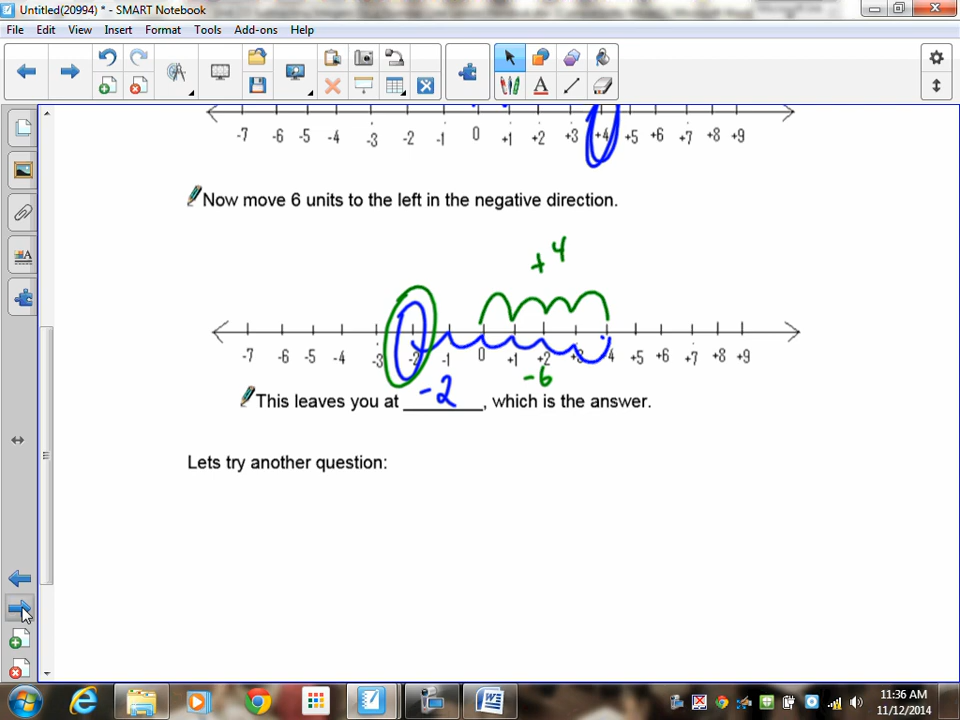 Untitled(20994) * - SMART Notebook
File Edit View Insert Format Tools Add-ons Help
-7 -6 -5 -4 -3 -2 -1 0 +1 +2 +3 +4 +5 +6 +7 +8 +9
Now move 6 units to the left in the negative direction.
+4
-7 -6 -5 -4 -3 -2 -1 0 +1 +2 +3 4 +5 +6 +7 +8 +9
-6
This leaves you at -2, which is the answer.
Lets try another question:
11:36 AM
11/12/2014